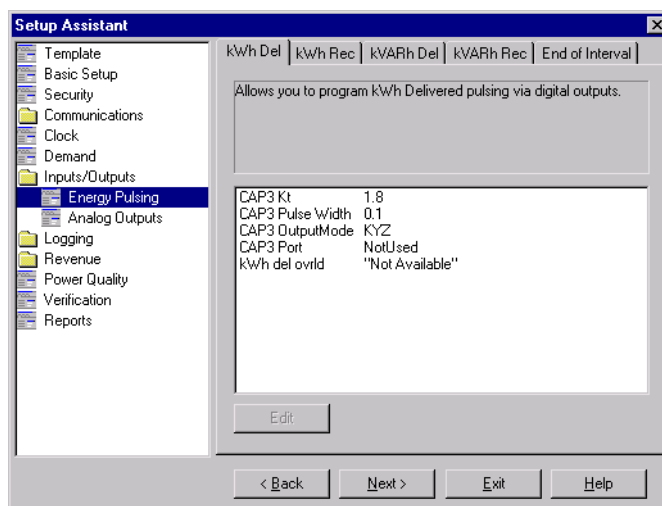 Setup Assistant
Template
Basic Setup
Security
Communications
Clock
Demand
Inputs/Outputs
Energy Pulsing
Analog Outputs
Logging
Revenue
Power Quality
Verification
Reports
kWh Del kWh Rec kVARh Del kVARh Rec End of Interval
Allows you to program kWh Delivered pulsing via digital outputs.
CAP3 Kt 1.8
CAP3 Pulse Width 0.1
CAP3 OutputMode KYZ
CAP3 Port NotUsed
kWh del ovrld "Not Available"
Edit
< Back Next > Exit Help